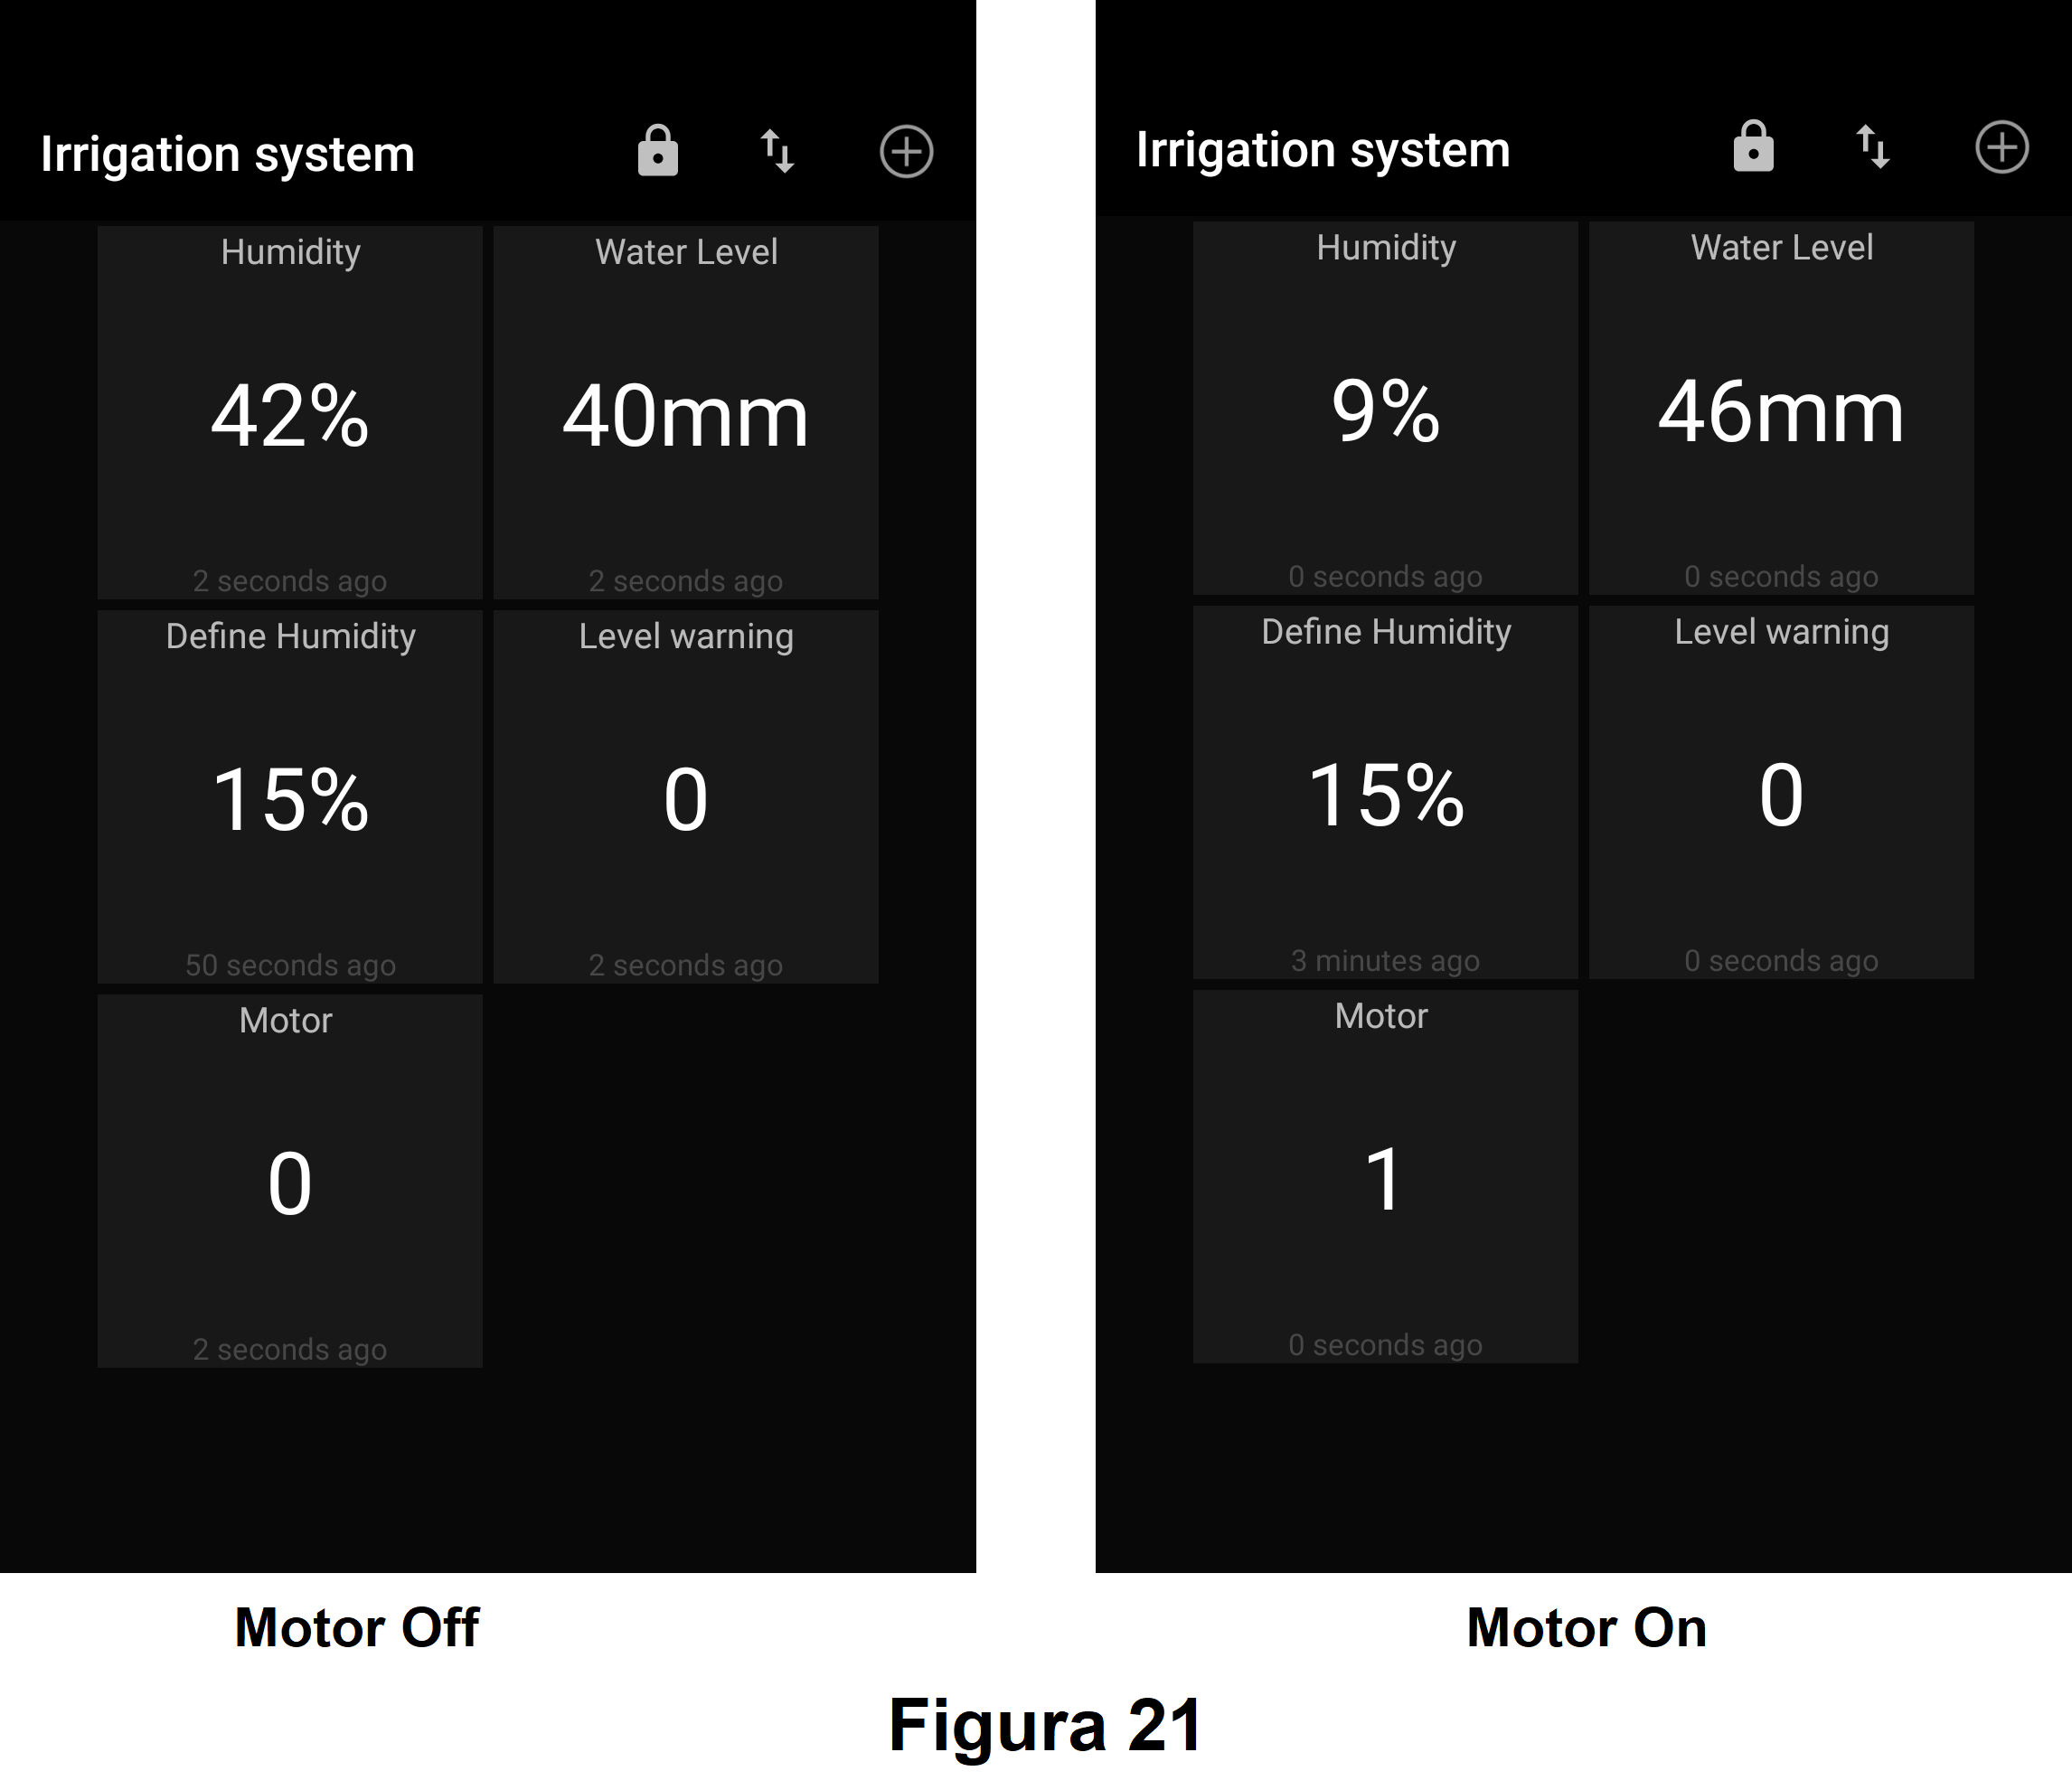 Irrigation system
Humidity
Water Level
42%
40mm
2 seconds ago
2 seconds ago
Define Humidity
Level warning
15%
0
50 seconds ago
2 seconds ago
Motor
0
2 seconds ago
Motor Off
Irrigation system
Humidity
Water Level
9%
46mm
0 seconds ago
0 seconds ago
Define Humidity
Level warning
15%
0
3 minutes ago
0 seconds ago
Motor
1
0 seconds ago
Motor On
Figura 21